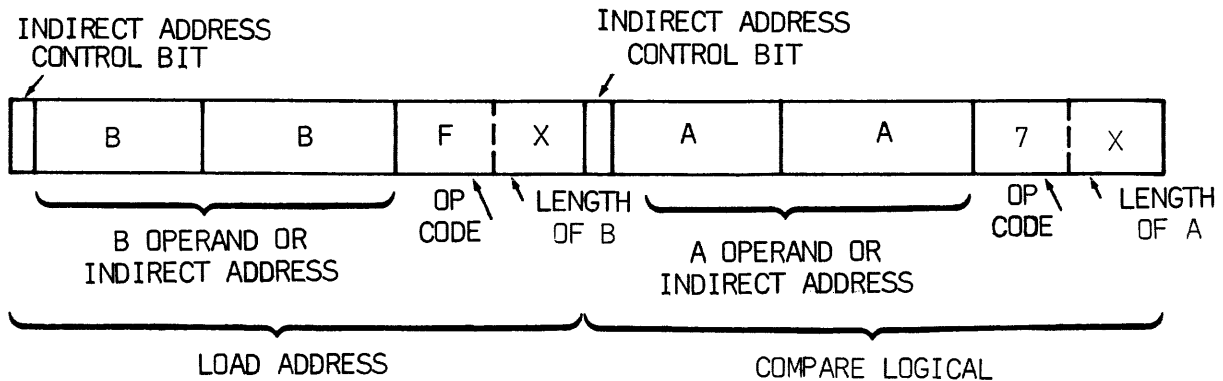 INDIRECT ADDRESS
CONTROL BIT
INDIRECT ADDRESS
CONTROL BIT
B B F X A A 7 X
OP
CODE
LENGTH
OF B
OP
CODE
LENGTH
OF A
B OPERAND OR
INDIRECT ADDRESS
A OPERAND OR
INDIRECT ADDRESS
LOAD ADDRESS
COMPARE LOGICAL